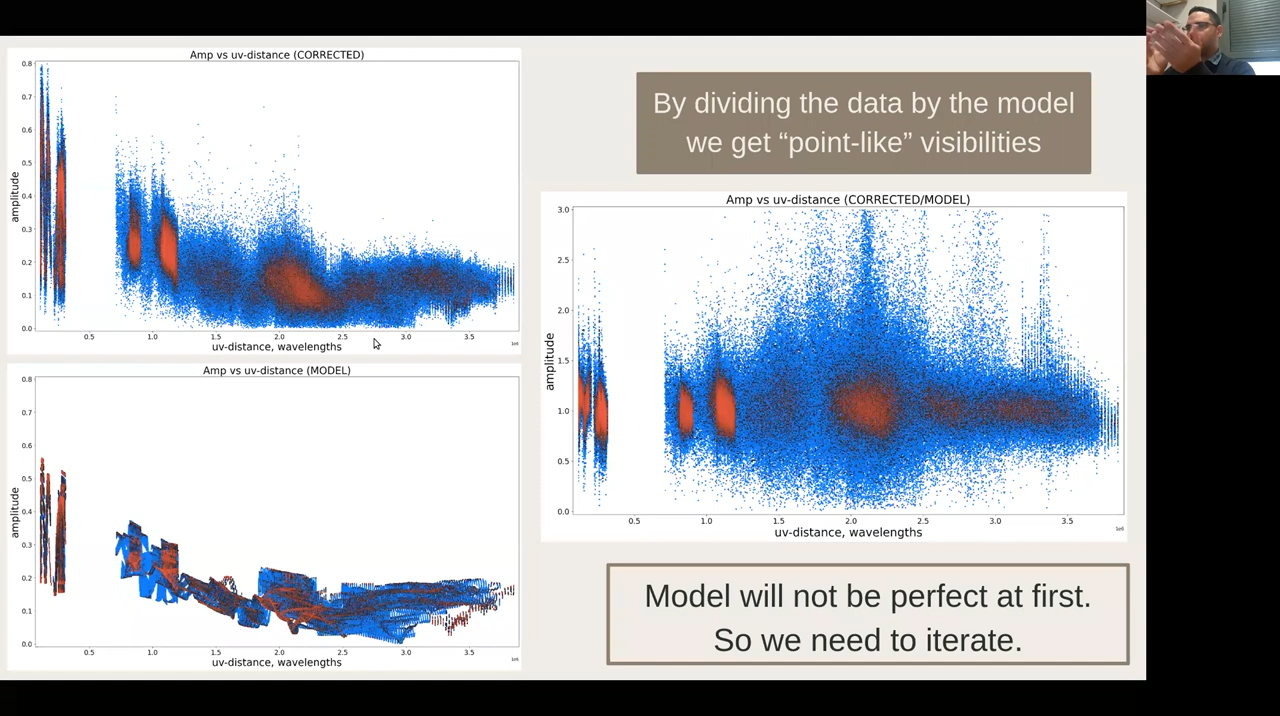 Amp vs uv-distance (CORRECTED)
0.8
0.7
0.6
0.5
0.4
0.3
0.2
0.1
0.0
amplitude
0.5 1.0 1.5 2.0 2.5 3.0 3.5
1e6
uv-distance, wavelengths
Amp vs uv-distance (MODEL)
0.8
0.7
0.6
0.5
0.4
0.3
0.2
0.1
0.0
amplitude
0.5 1.0 1.5 2.0 2.5 3.0 3.5
1e6
uv-distance, wavelengths
By dividing the data by the model
we get “point-like” visibilities
Amp vs uv-distance (CORRECTED/MODEL)
3.0
2.5
2.0
1.5
1.0
0.5
0.0
amplitude
0.5 1.0 1.5 2.0 2.5 3.0 3.5
1e6
uv-distance, wavelengths
Model will not be perfect at first.
So we need to iterate.